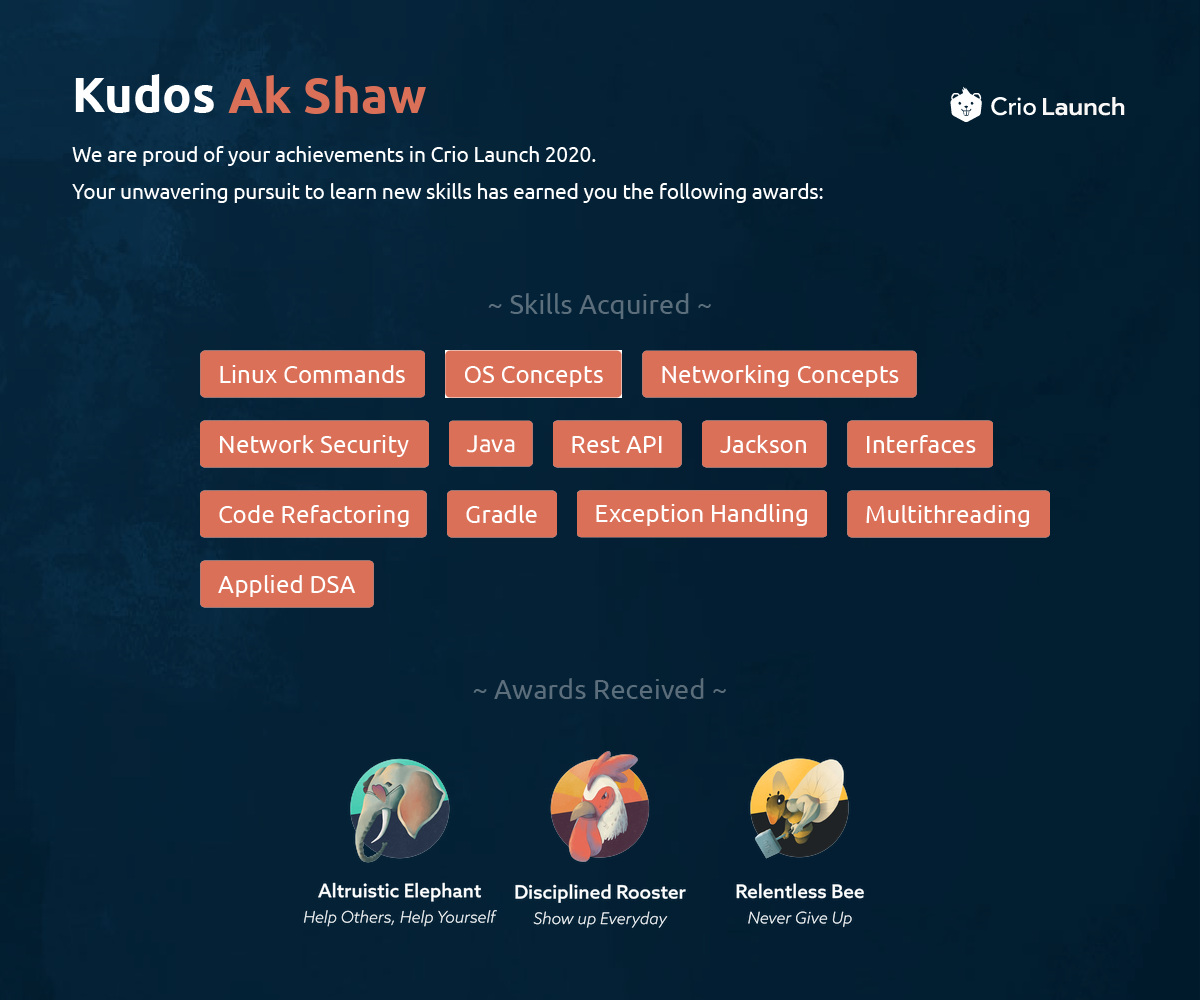 Kudos Ak Shaw
Crio Launch
We are proud of your achievements in Crio Launch 2020.
Your unwavering pursuit to learn new skills has earned you the following awards:
~ Skills Acquired ~
Linux Commands OS Concepts Networking Concepts
Network Security Java Rest API Jackson Interfaces
Code Refactoring Gradle Exception Handling Multithreading
Applied DSA
~ Awards Received ~
Altruistic Elephant Disciplined Rooster Relentless Bee
Help Others, Help Yourself Show up Everyday Never Give Up